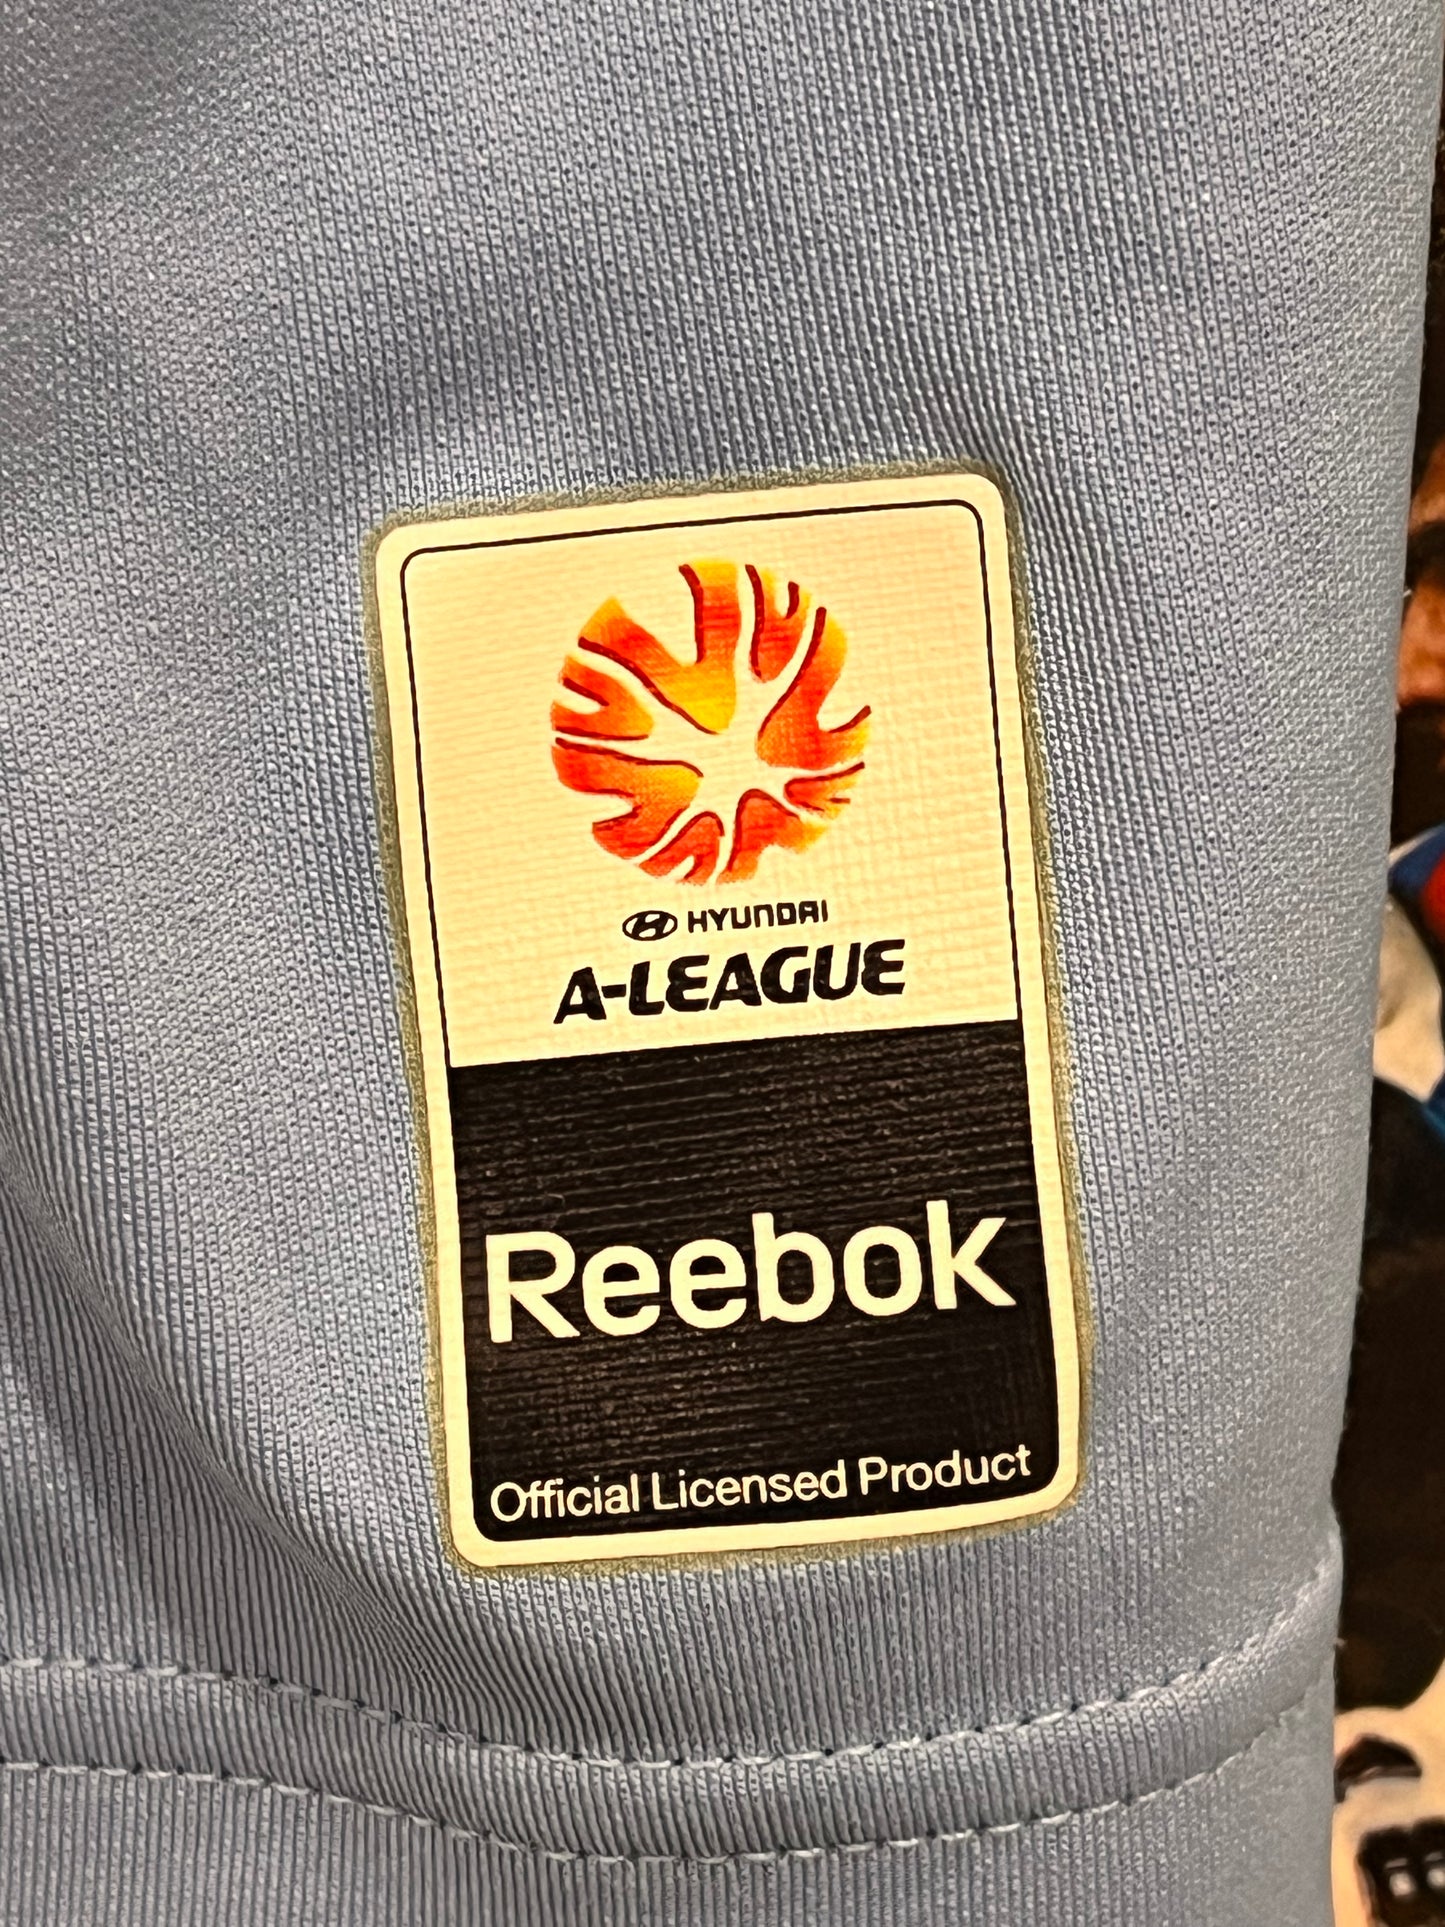 HYUNDAI
A-LEAGUE
Reebok
Official Licensed Product